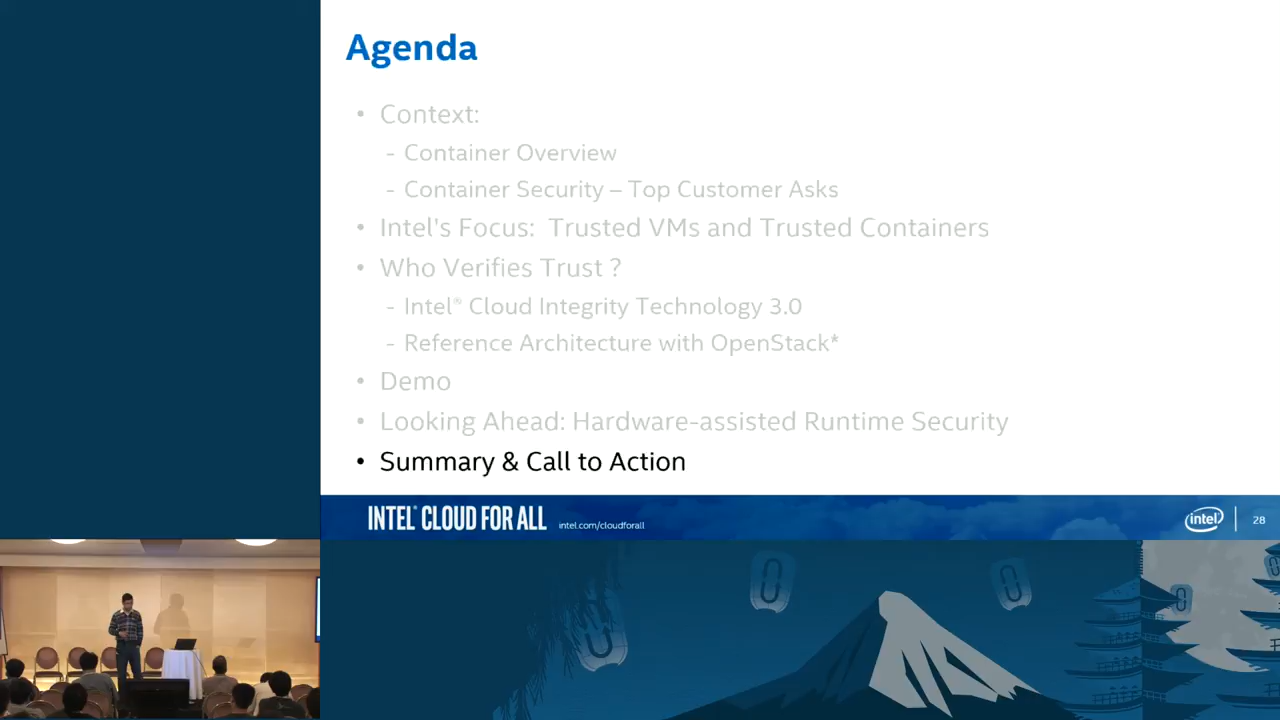 Agenda
• Context:
- Container Overview
- Container Security – Top Customer Asks
• Intel's Focus: Trusted VMs and Trusted Containers
• Who Verifies Trust ?
- Intel® Cloud Integrity Technology 3.0
- Reference Architecture with OpenStack*
• Demo
• Looking Ahead: Hardware-assisted Runtime Security
• Summary & Call to Action
INTEL® CLOUD FOR ALL intel.com/cloudforall
intel 28